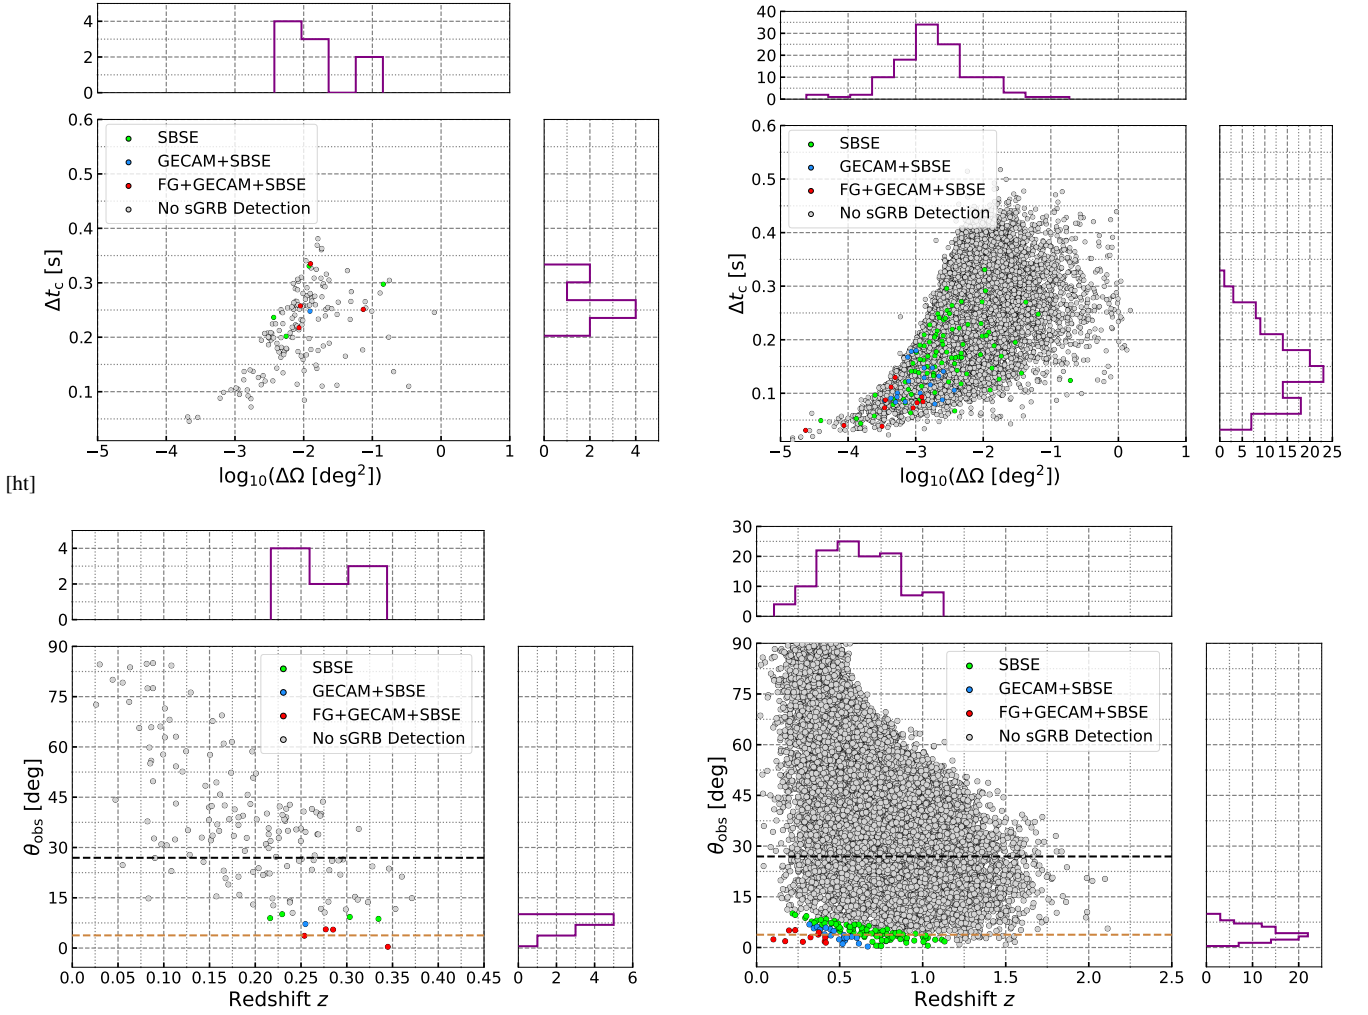 4
2
0
40
30
20
10
0
0.6
0.5
0.4
0.3
0.2
0.1
Δt_c [s]
SBSE
GECAM+SBSE
FG+GECAM+SBSE
No sGRB Detection
−5 −4 −3 −2 −1 0 1
log₁₀(ΔΩ [deg²])
0 2 4
0.6
0.5
0.4
0.3
0.2
0.1
Δt_c [s]
SBSE
GECAM+SBSE
FG+GECAM+SBSE
No sGRB Detection
−5 −4 −3 −2 −1 0 1
log₁₀(ΔΩ [deg²])
0 5 10 15 20 25
[ht]
4
2
0
30
20
10
0
90
75
60
45
30
15
0
θ_obs [deg]
SBSE
GECAM+SBSE
FG+GECAM+SBSE
No sGRB Detection
0.00 0.05 0.10 0.15 0.20 0.25 0.30 0.35 0.40 0.45
Redshift z
0 2 4 6
90
75
60
45
30
15
0
θ_obs [deg]
SBSE
GECAM+SBSE
FG+GECAM+SBSE
No sGRB Detection
0.0 0.5 1.0 1.5 2.0 2.5
Redshift z
0 10 20